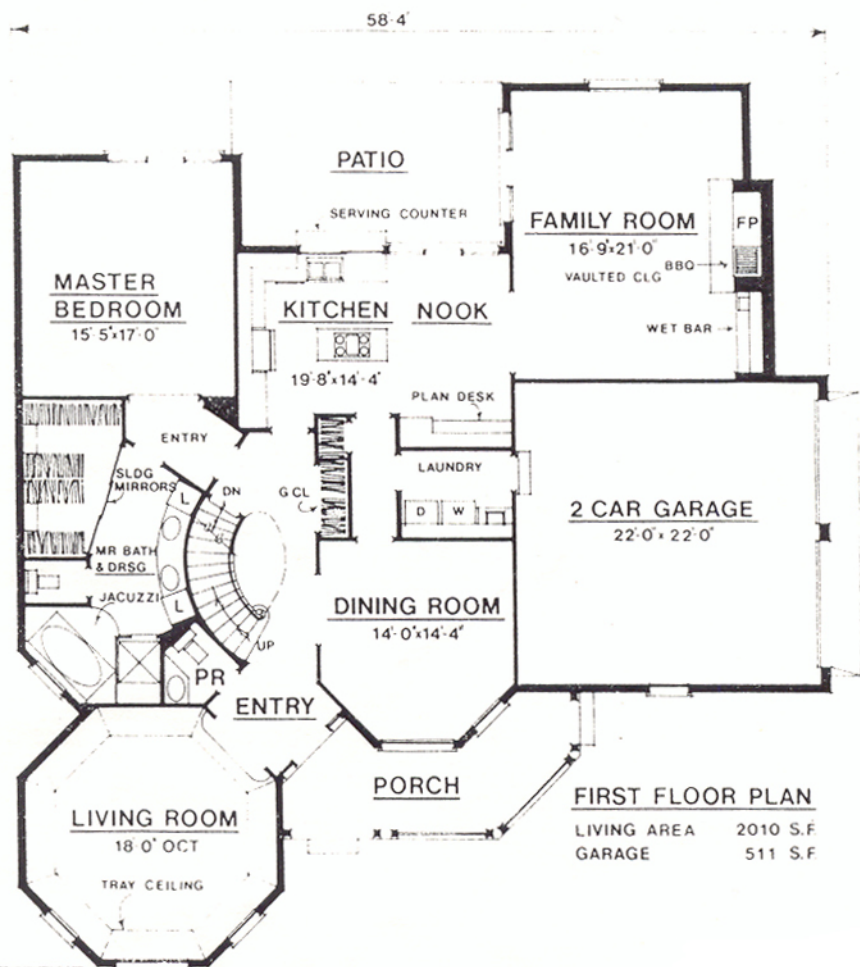 58'-4"
PATIO
SERVING COUNTER
FAMILY ROOM
16'-9"x21'-0"
VAULTED CLG
FP
BBQ
WET BAR
MASTER
BEDROOM
15'-5"x17'-0"
KITCHEN
NOOK
19'-8"x14'-4"
PLAN DESK
ENTRY
SLDG
MIRRORS
L
DN
G CL
LAUNDRY
D
W
2 CAR GARAGE
22'-0"x22'-0"
MR BATH
& DRSG
JACUZZI
L
UP
DINING ROOM
14'-0"x14'-4"
PR
ENTRY
PORCH
LIVING ROOM
18'-0" OCT
TRAY CEILING
FIRST FLOOR PLAN
LIVING AREA 2010 S.F.
GARAGE 511 S.F.